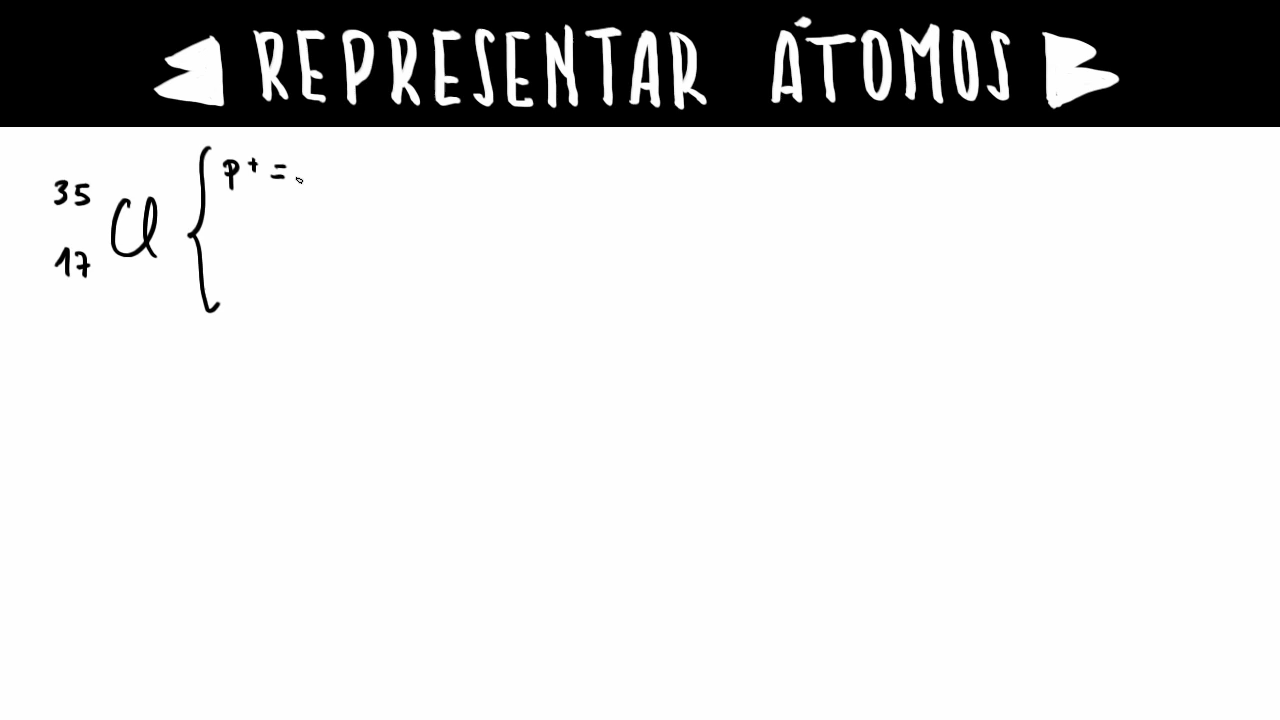 REPRESENTAR ÁTOMOS
35
17 Cl { p+ =